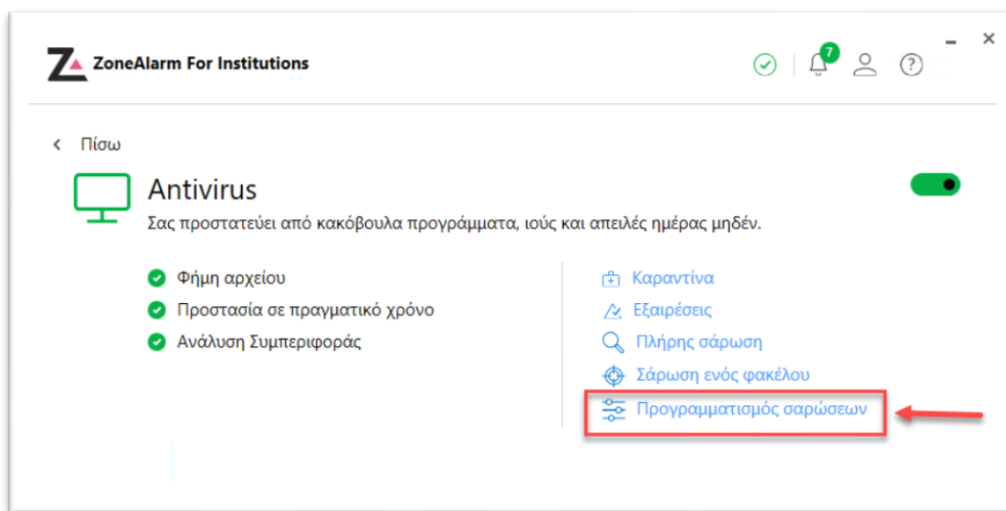 ZoneAlarm For Institutions
7
Πίσω
Antivirus
Σας προστατεύει από κακόβουλα προγράμματα, ιούς και απειλές ημέρας μηδέν.
Φήμη αρχείου
Προστασία σε πραγματικό χρόνο
Ανάλυση Συμπεριφοράς
Καραντίνα
Εξαιρέσεις
Πλήρης σάρωση
Σάρωση ενός φακέλου
Προγραμματισμός σαρώσεων